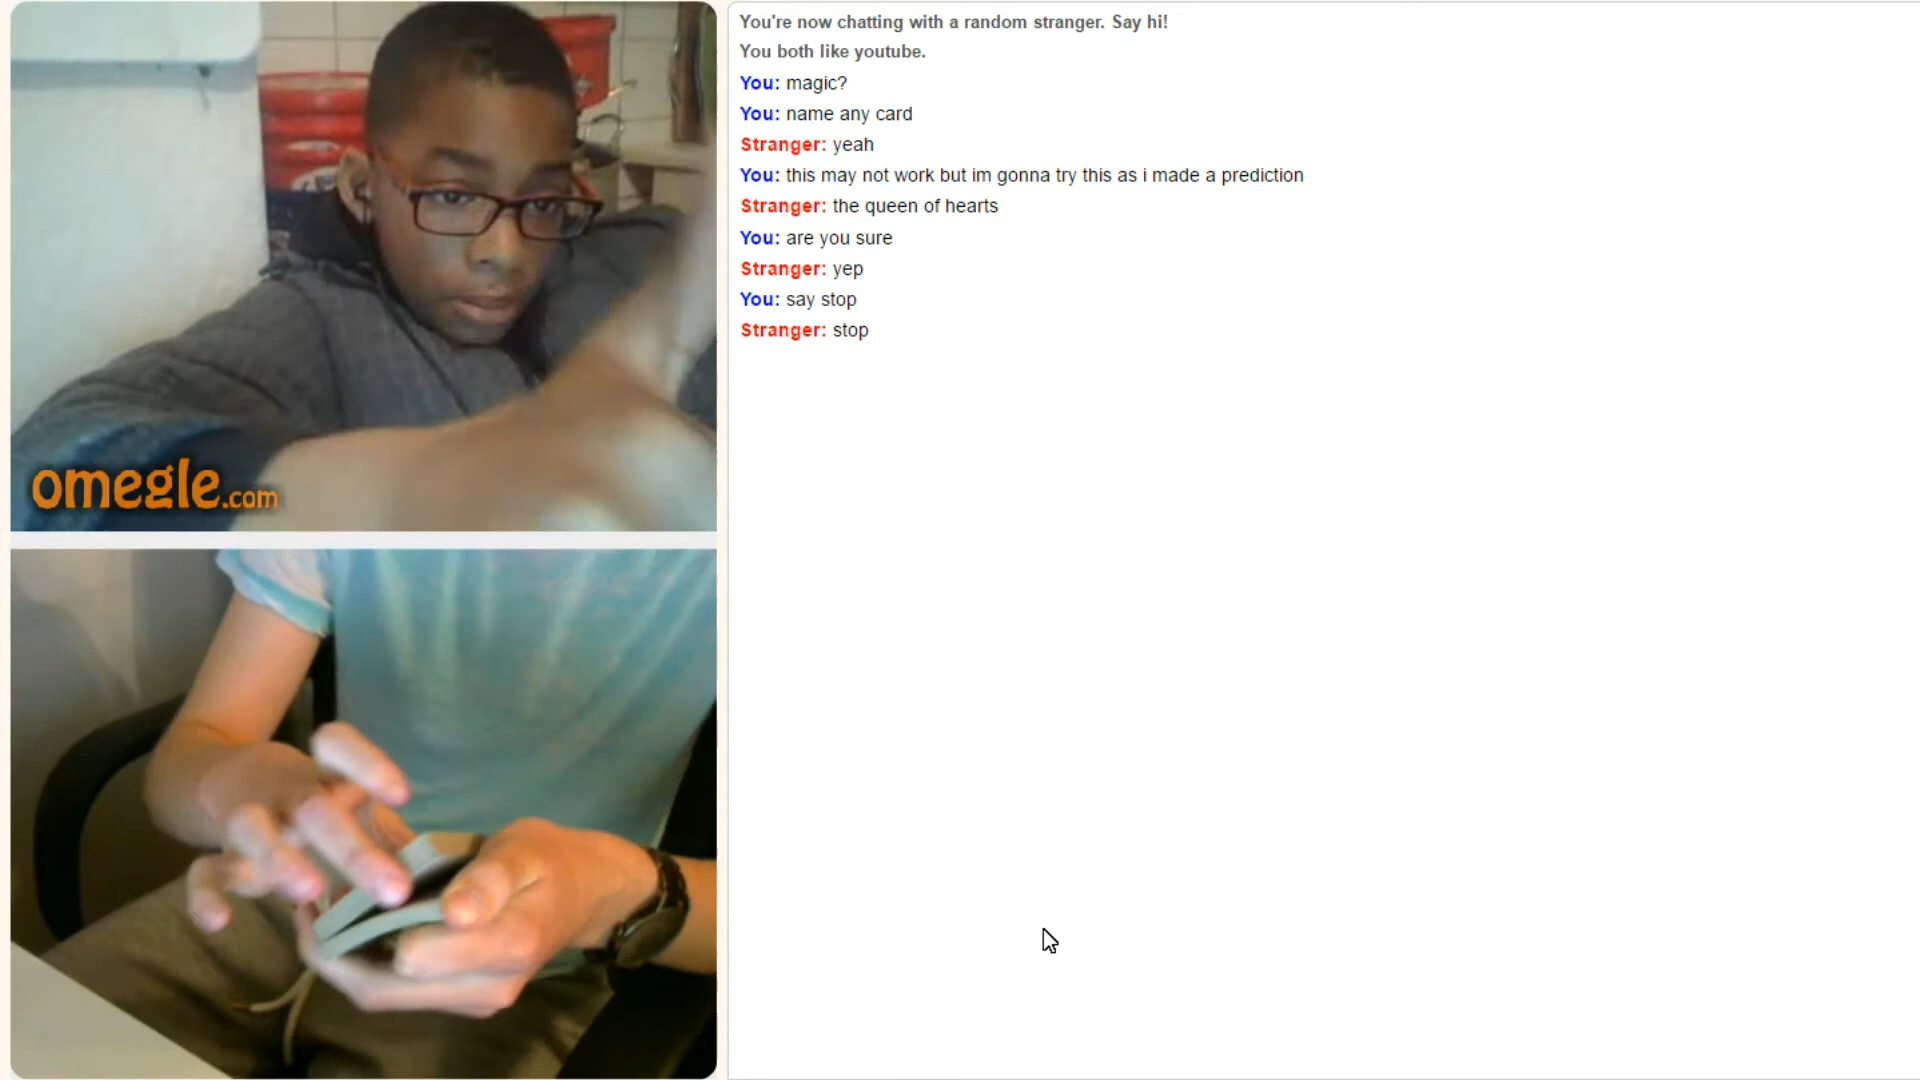 You're now chatting with a random stranger. Say hi!
You both like youtube.
You: magic?
You: name any card
Stranger: yeah
You: this may not work but im gonna try this as i made a prediction
Stranger: the queen of hearts
You: are you sure
Stranger: yep
You: say stop
Stranger: stop
omegle.com